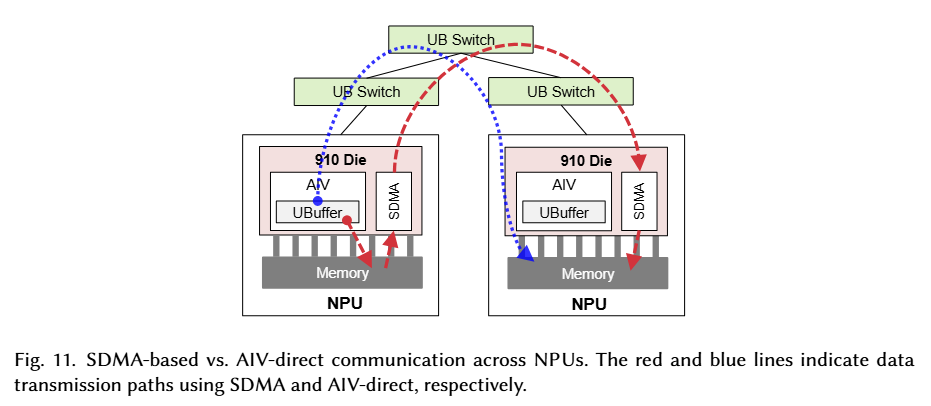 UB Switch
UB Switch
UB Switch
910 Die
AIV
UBuffer
SDMA
Memory
NPU
910 Die
AIV
UBuffer
SDMA
Memory
NPU
Fig. 11. SDMA-based vs. AIV-direct communication across NPUs. The red and blue lines indicate data
transmission paths using SDMA and AIV-direct, respectively.